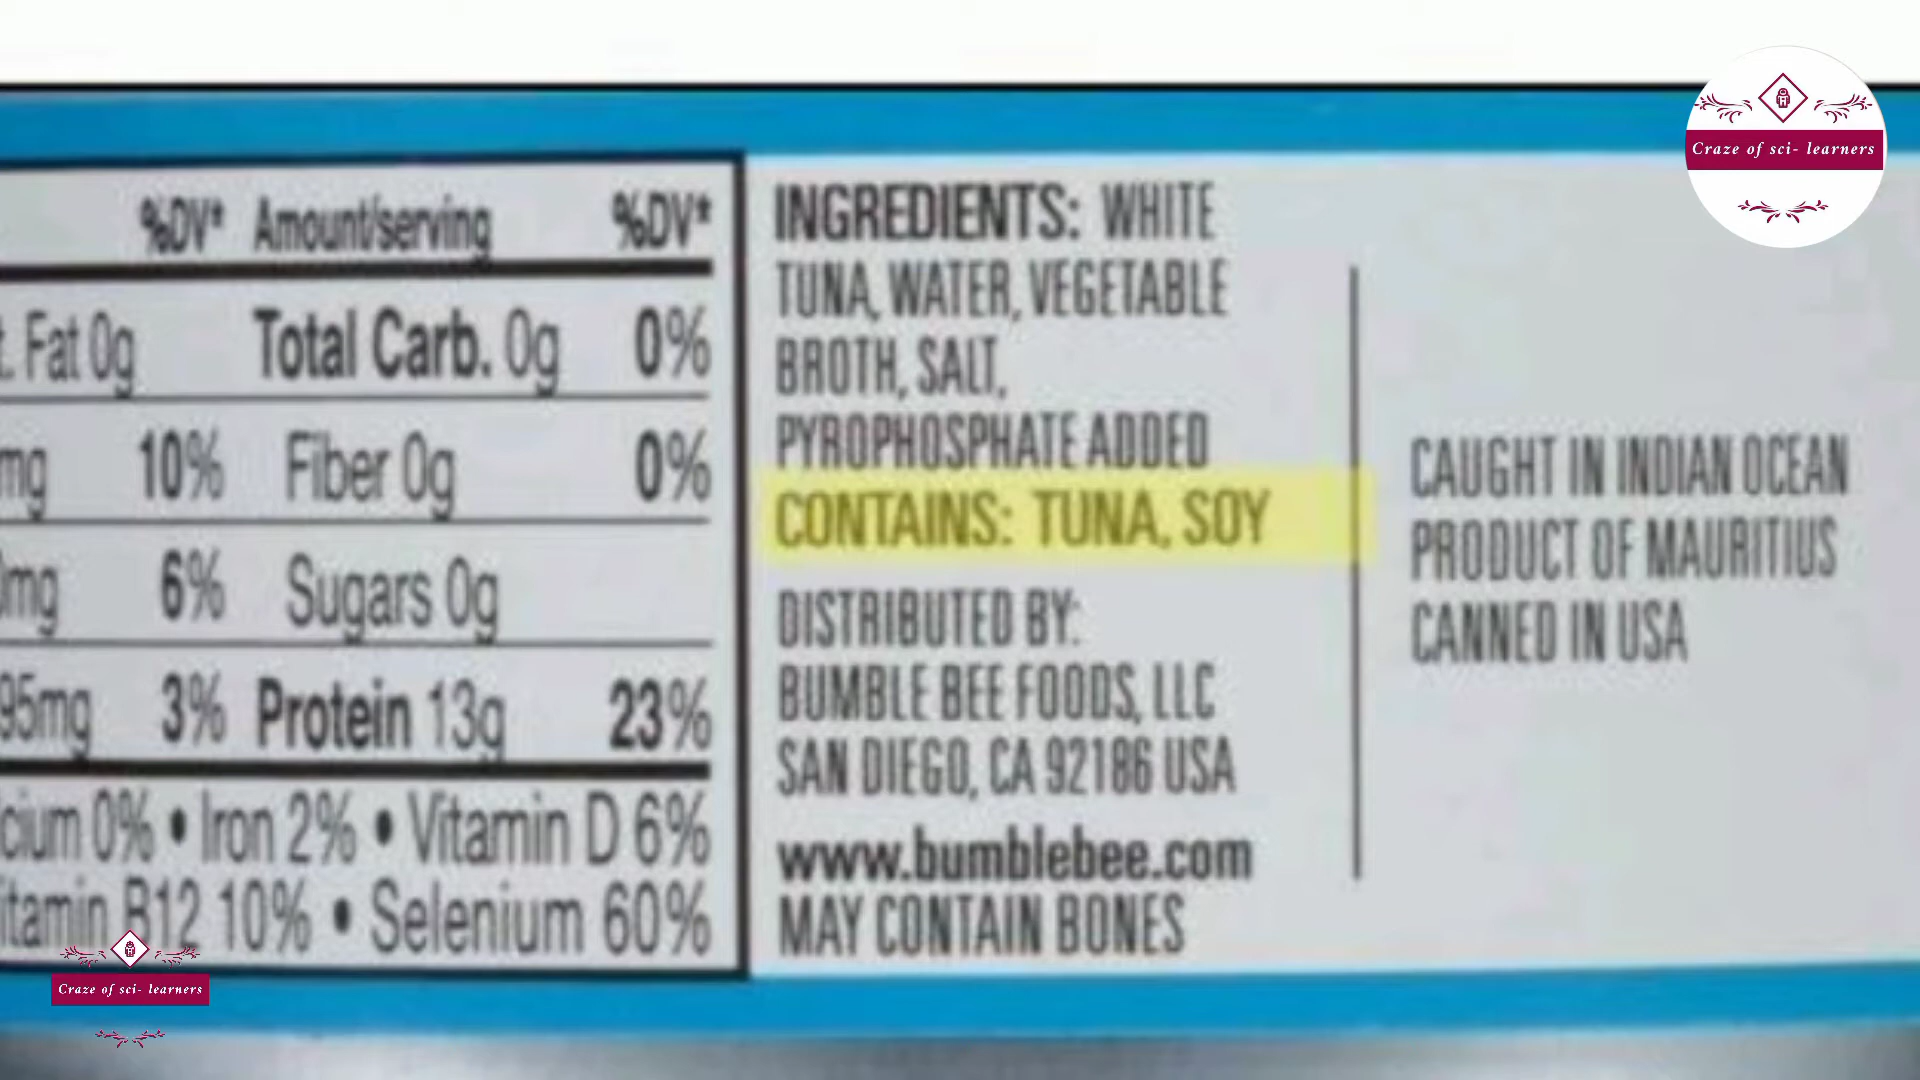 %DV* Amount/serving %DV*
. Fat 0g Total Carb. 0g 0%
mg 10% Fiber 0g 0%
0mg 6% Sugars 0g
95mg 3% Protein 13g 23%
cium 0% • Iron 2% • Vitamin D 6%
itamin B12 10% • Selenium 60%
INGREDIENTS: WHITE
TUNA, WATER, VEGETABLE
BROTH, SALT,
PYROPHOSPHATE ADDED
CONTAINS: TUNA, SOY
DISTRIBUTED BY:
BUMBLE BEE FOODS, LLC
SAN DIEGO, CA 92186 USA
www.bumblebee.com
MAY CONTAIN BONES
CAUGHT IN INDIAN OCEAN
PRODUCT OF MAURITIUS
CANNED IN USA
Craze of sci- learners
Craze of sci- learners